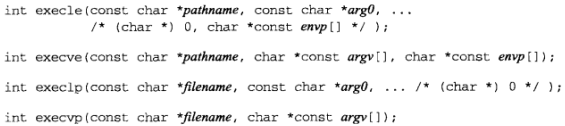 int execle(const char *pathname, const char *arg0, ...
/* (char *) 0, char *const envp[] */ );
int execve(const char *pathname, char *const argv[], char *const envp[]);
int execlp(const char *filename, const char *arg0, ... /* (char *) 0 */ );
int execvp(const char *filename, char *const argv[]);